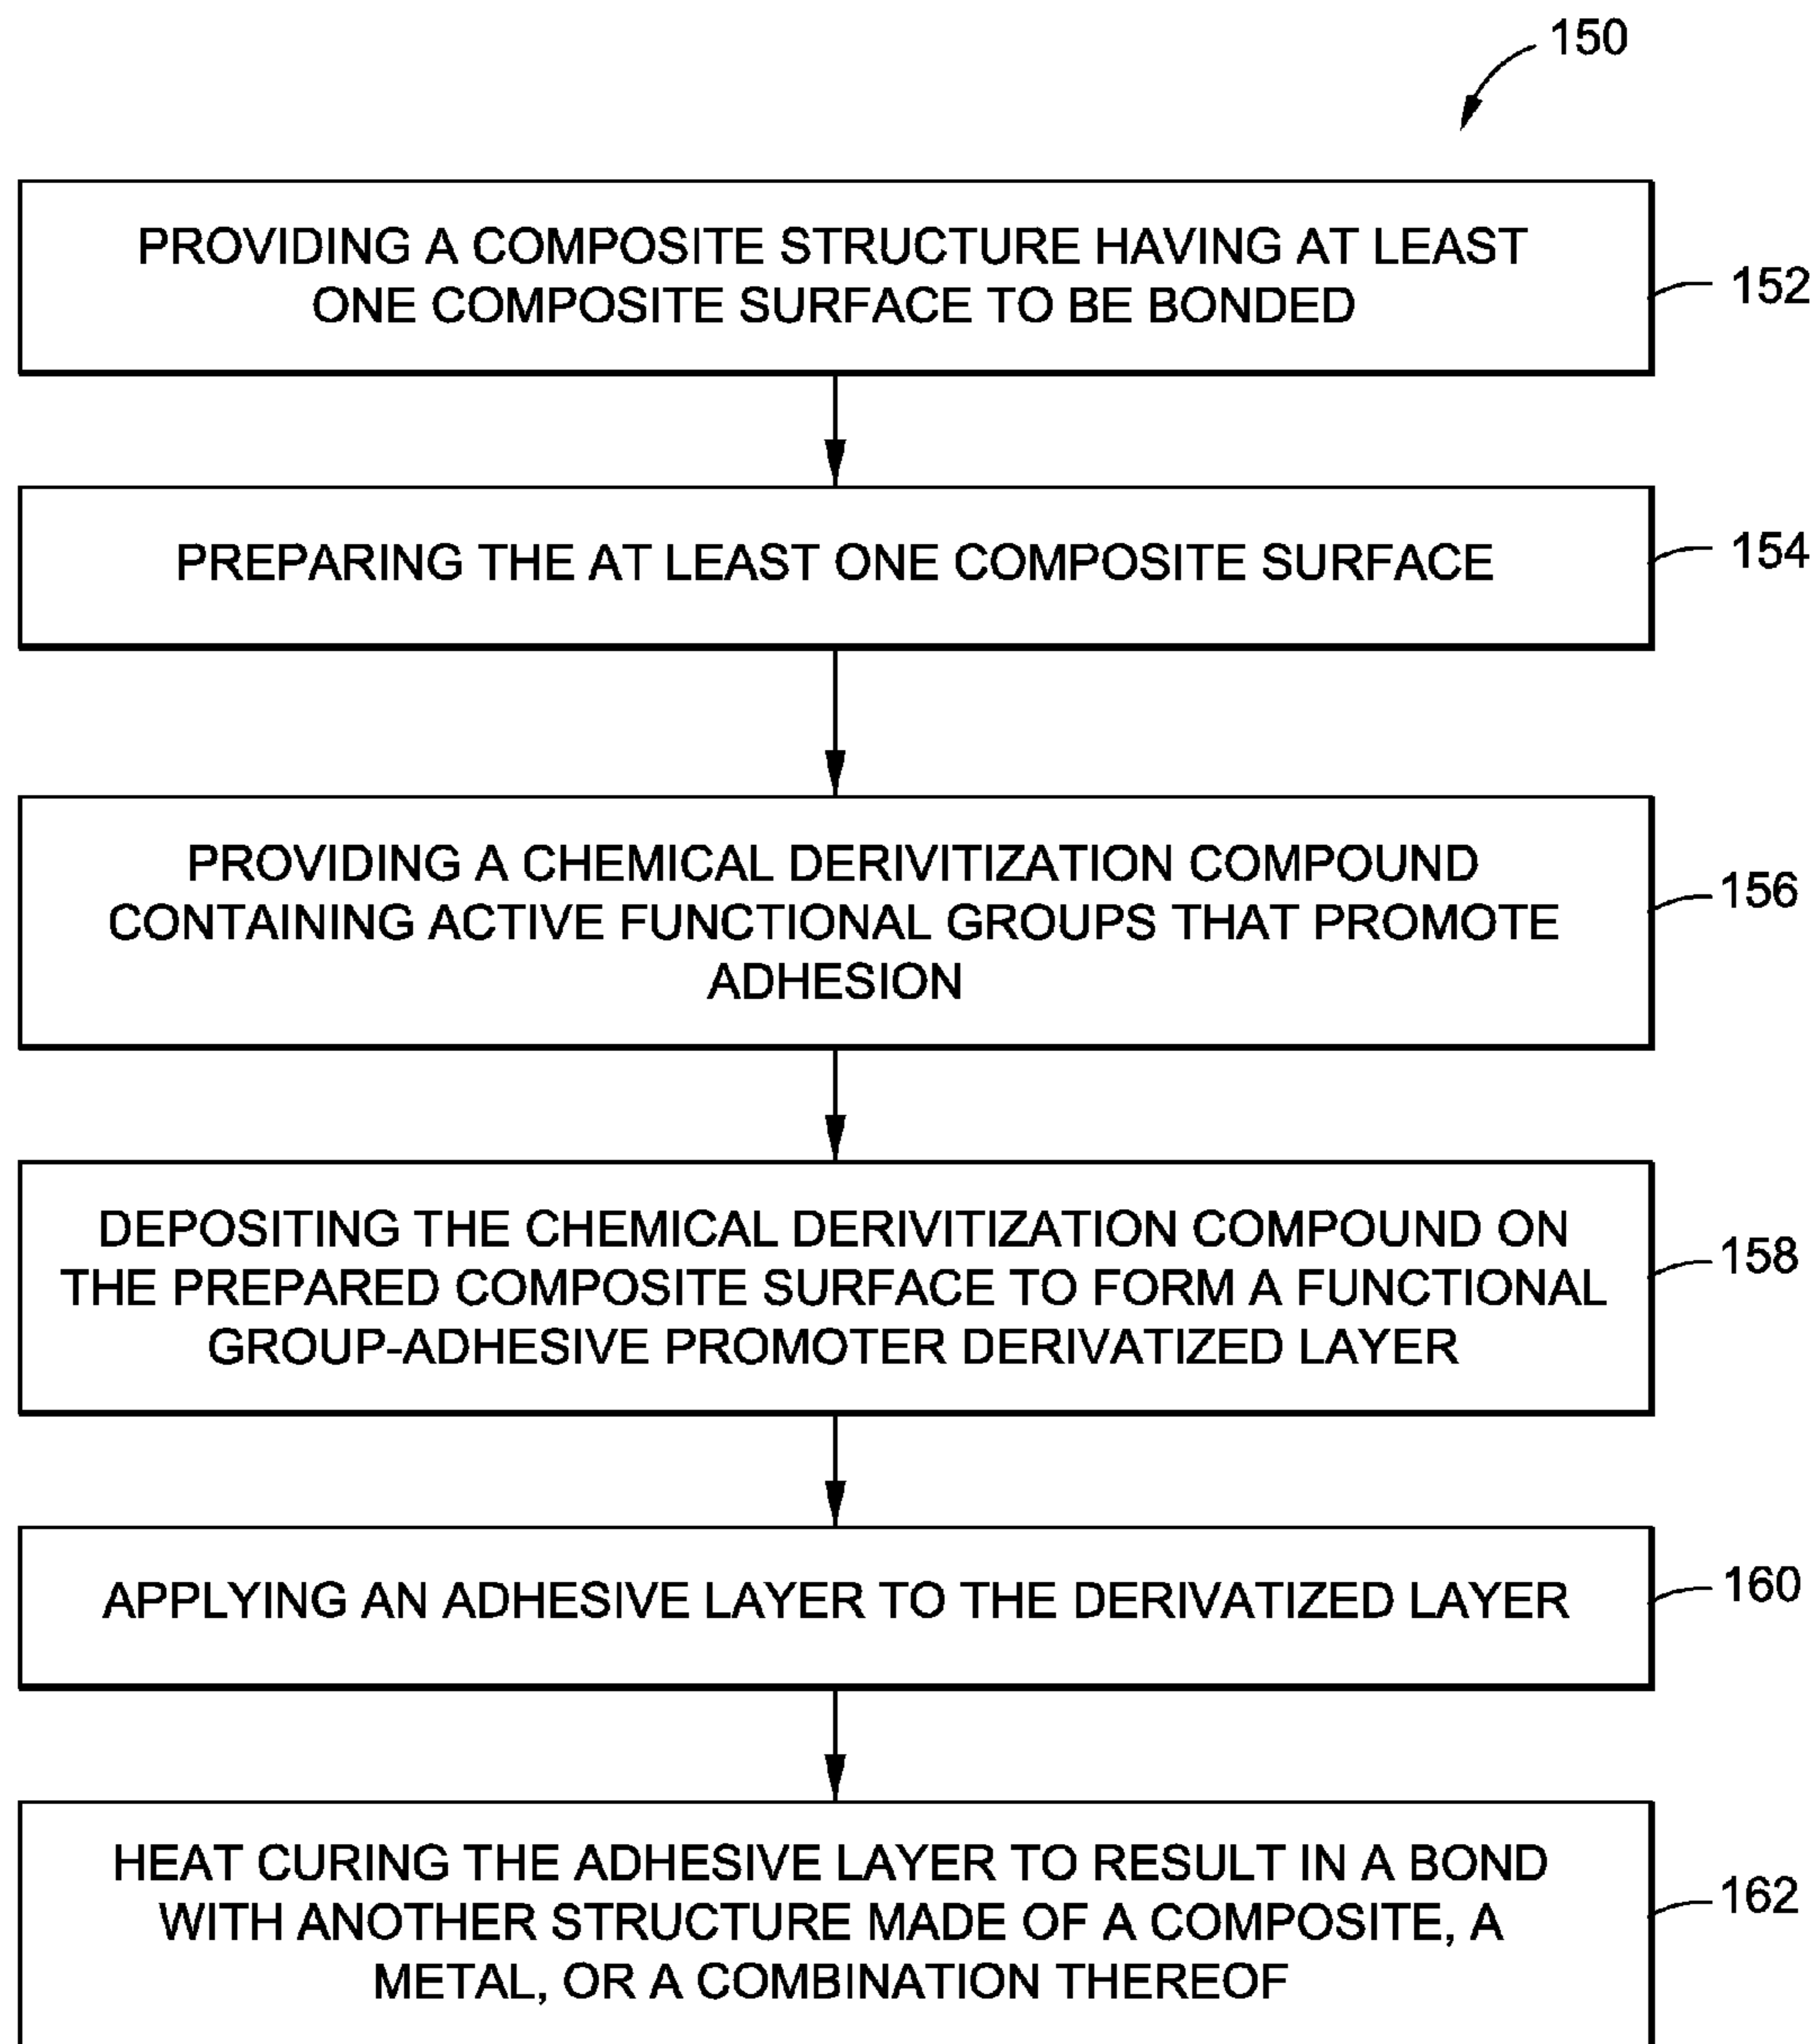 150
PROVIDING A COMPOSITE STRUCTURE HAVING AT LEAST
ONE COMPOSITE SURFACE TO BE BONDED
152
PREPARING THE AT LEAST ONE COMPOSITE SURFACE
154
PROVIDING A CHEMICAL DERIVITIZATION COMPOUND
CONTAINING ACTIVE FUNCTIONAL GROUPS THAT PROMOTE
ADHESION
156
DEPOSITING THE CHEMICAL DERIVITIZATION COMPOUND ON
THE PREPARED COMPOSITE SURFACE TO FORM A FUNCTIONAL
GROUP-ADHESIVE PROMOTER DERIVATIZED LAYER
158
APPLYING AN ADHESIVE LAYER TO THE DERIVATIZED LAYER
160
HEAT CURING THE ADHESIVE LAYER TO RESULT IN A BOND
WITH ANOTHER STRUCTURE MADE OF A COMPOSITE, A
METAL, OR A COMBINATION THEREOF
162